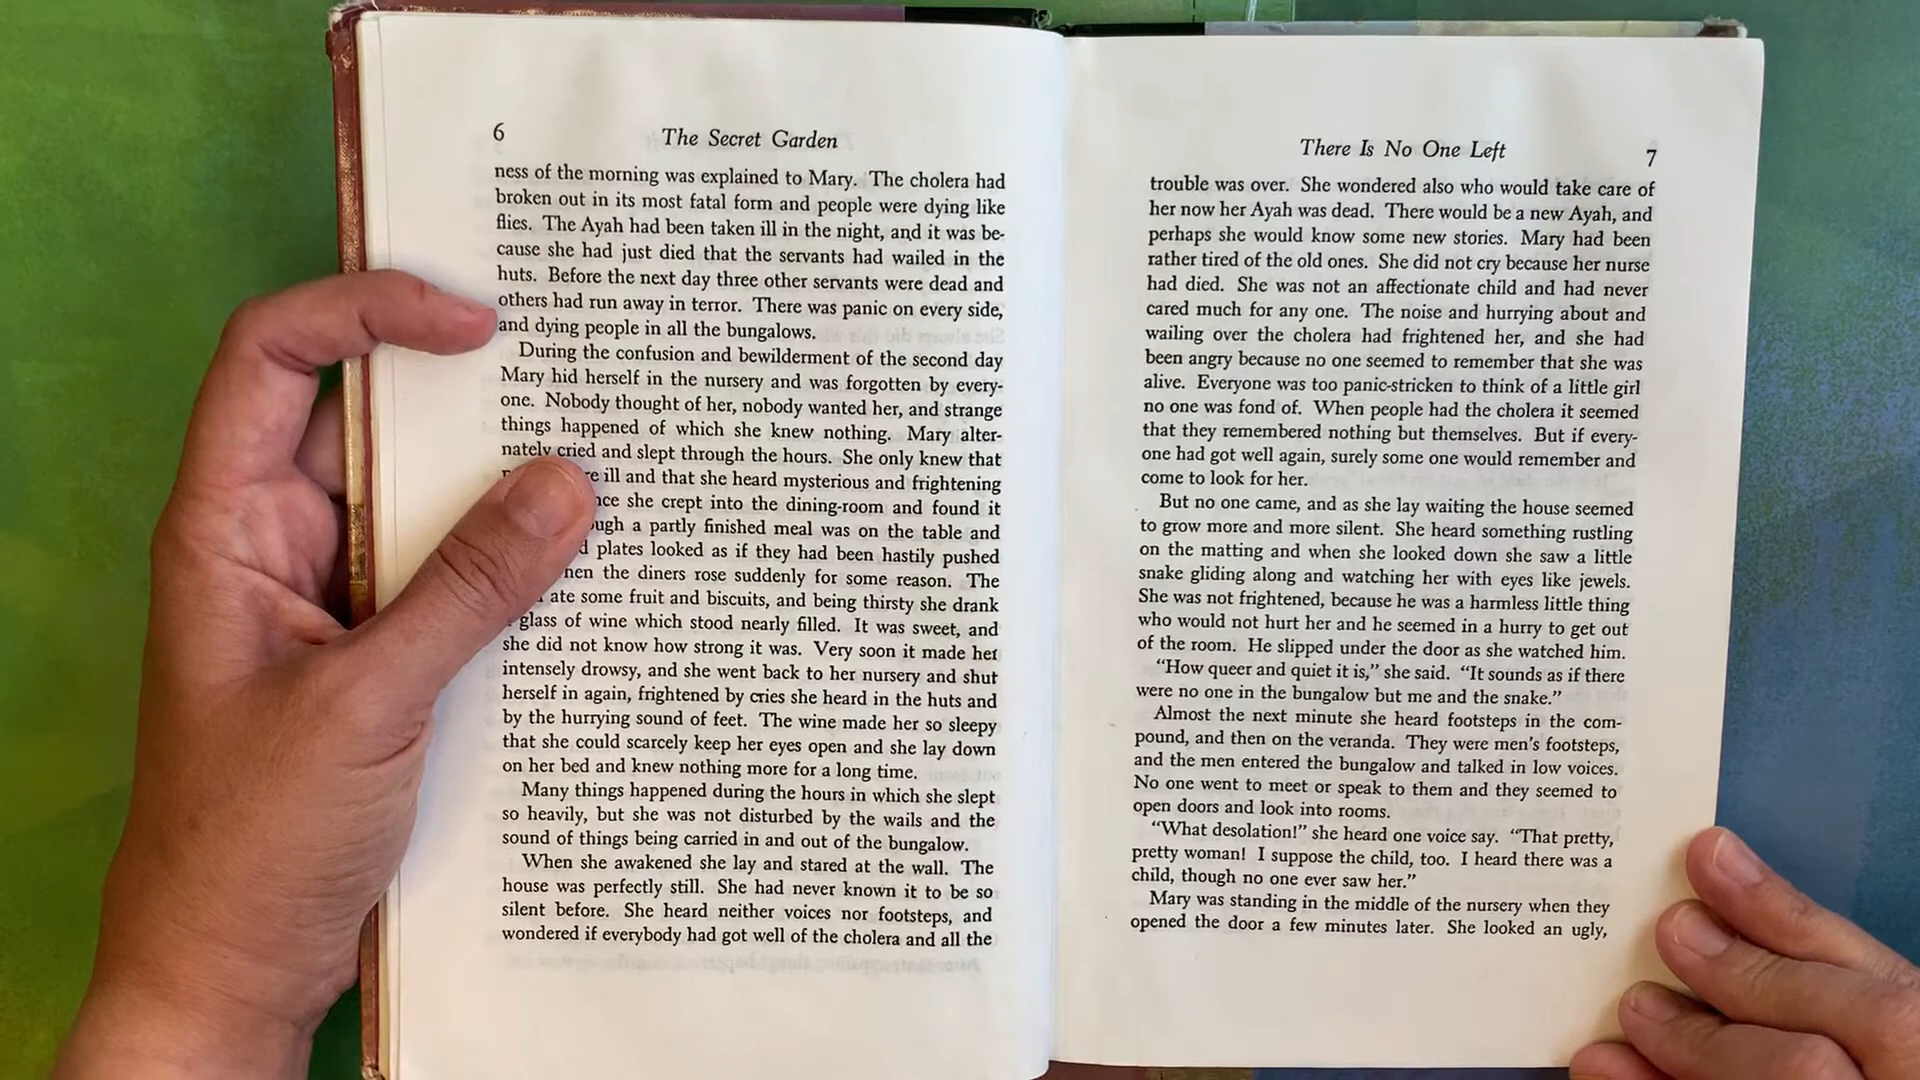 6
The Secret Garden
ness of the morning was explained to Mary. The cholera had
broken out in its most fatal form and people were dying like
flies. The Ayah had been taken ill in the night, and it was be-
cause she had just died that the servants had wailed in the
huts. Before the next day three other servants were dead and
others had run away in terror. There was panic on every side,
and dying people in all the bungalows.
During the confusion and bewilderment of the second day
Mary hid herself in the nursery and was forgotten by every-
one. Nobody thought of her, nobody wanted her, and strange
things happened of which she knew nothing. Mary alter-
nately cried and slept through the hours. She only knew that
ill and that she heard mysterious and frightening
she crept into the dining-room and found it
a partly finished meal was on the table and
plates looked as if they had been hastily pushed
the diners rose suddenly for some reason. The
ate some fruit and biscuits, and being thirsty she drank
glass of wine which stood nearly filled. It was sweet, and
she did not know how strong it was. Very soon it made her
intensely drowsy, and she went back to her nursery and shut
herself in again, frightened by cries she heard in the huts and
by the hurrying sound of feet. The wine made her so sleepy
that she could scarcely keep her eyes open and she lay down
on her bed and knew nothing more for a long time.
Many things happened during the hours in which she slept
so heavily, but she was not disturbed by the wails and the
sound of things being carried in and out of the bungalow.
When she awakened she lay and stared at the wall. The
house was perfectly still. She had never known it to be so
silent before. She heard neither voices nor footsteps, and
wondered if everybody had got well of the cholera and all the
There Is No One Left
7
trouble was over. She wondered also who would take care of
her now her Ayah was dead. There would be a new Ayah, and
perhaps she would know some new stories. Mary had been
rather tired of the old ones. She did not cry because her nurse
had died. She was not an affectionate child and had never
cared much for any one. The noise and hurrying about and
wailing over the cholera had frightened her, and she had
been angry because no one seemed to remember that she was
alive. Everyone was too panic-stricken to think of a little girl
no one was fond of. When people had the cholera it seemed
that they remembered nothing but themselves. But if every-
one had got well again, surely some one would remember and
come to look for her.
But no one came, and as she lay waiting the house seemed
to grow more and more silent. She heard something rustling
on the matting and when she looked down she saw a little
snake gliding along and watching her with eyes like jewels.
She was not frightened, because he was a harmless little thing
who would not hurt her and he seemed in a hurry to get out
of the room. He slipped under the door as she watched him.
"How queer and quiet it is," she said. "It sounds as if there
were no one in the bungalow but me and the snake."
Almost the next minute she heard footsteps in the com-
pound, and then on the veranda. They were men's footsteps,
and the men entered the bungalow and talked in low voices.
No one went to meet or speak to them and they seemed to
open doors and look into rooms.
"What desolation!" she heard one voice say. "That pretty,
pretty woman! I suppose the child, too. I heard there was a
child, though no one ever saw her."
Mary was standing in the middle of the nursery when they
opened the door a few minutes later. She looked an ugly,